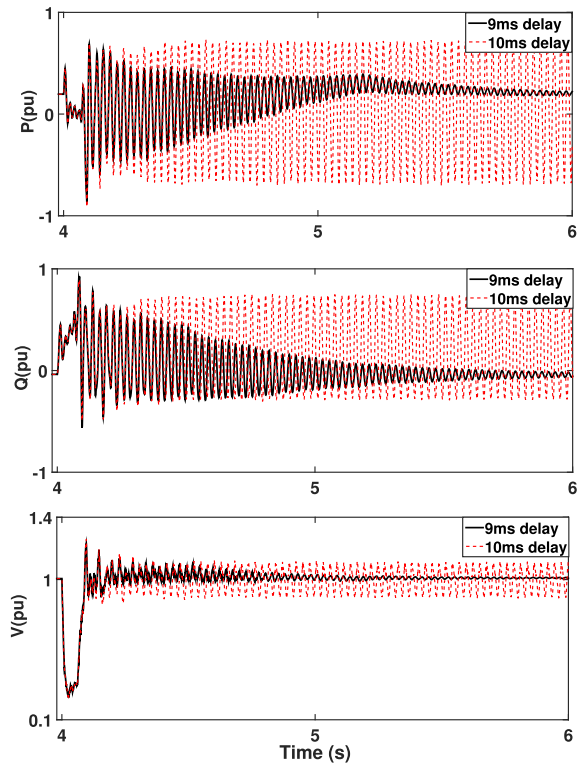 1
9ms delay
10ms delay
P(pu)
0
-1
4
5
6
1
9ms delay
10ms delay
Q(pu)
0
-1
4
5
6
1.4
9ms delay
10ms delay
1
V(pu)
0.1
4
5
6
Time (s)